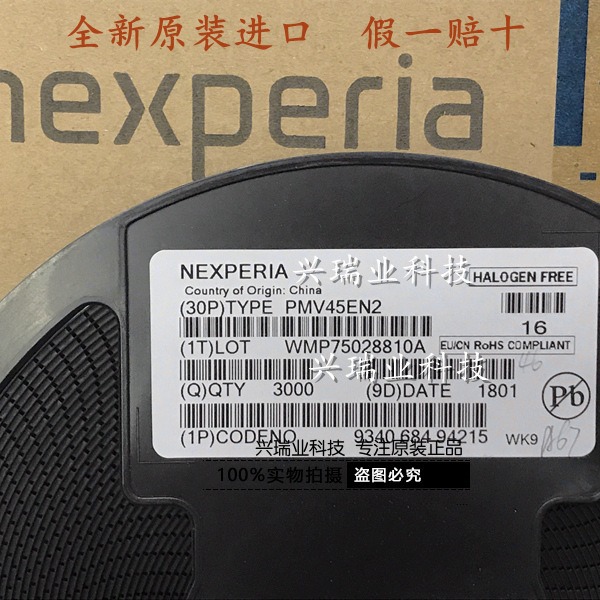 全新原装进口 假一赔十
nexperia
NEXPERIA 兴瑞业科技
HALOGEN FREE
Country of Origin: China
(30P)TYPE PMV45EN2
16
(1T)LOT WMP75028810A
EU/CN RoHS COMPLIANT
兴瑞业科技
46
(Q)QTY 3000 (9D)DATE 1801
Pb
(1P)CODENO 9340 684 94215
WK9
兴瑞业科技 专注原装正品
100%实物拍摄 盗图必究